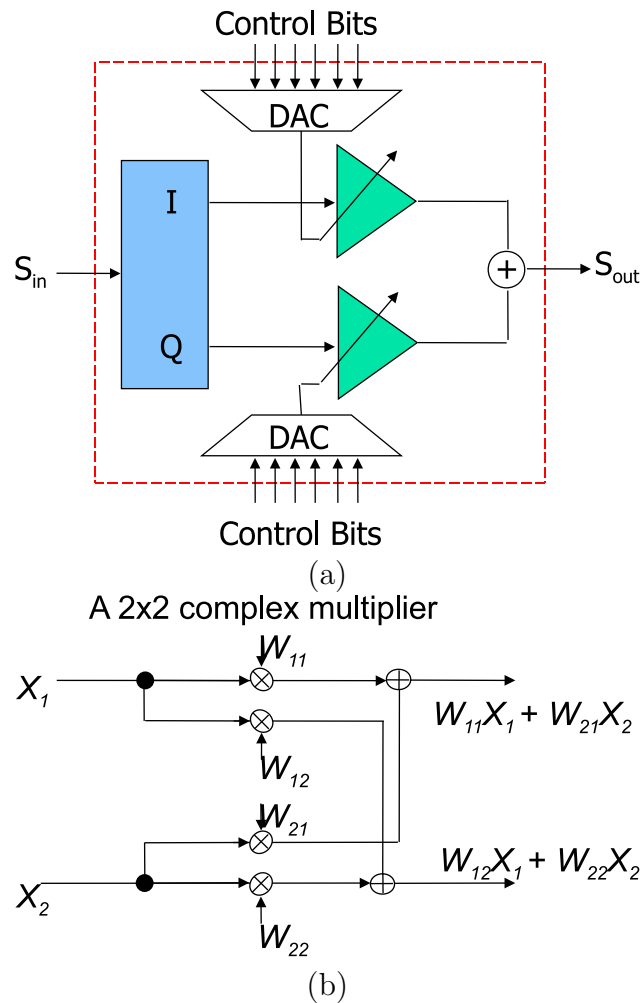 Control Bits
DAC
I
S_in
S_out
+
Q
DAC
Control Bits
(a)
A 2x2 complex multiplier
W_11
X_1
W_11X_1 + W_21X_2
W_12
W_21
W_12X_1 + W_22X_2
X_2
W_22
(b)